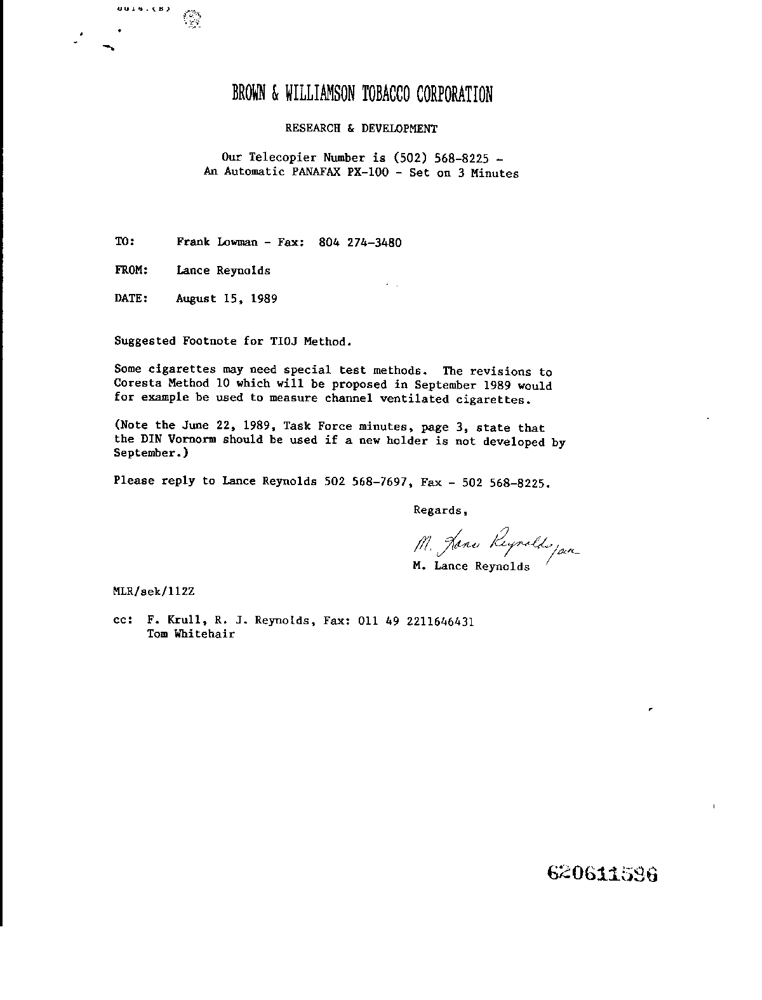 BROWN & WILLIAMSON TOBACCO CORPORATION
RESEARCH & DEVELOPMENT
Our Telecopier Number is (502) 568-8225 -
An Automatic PANAFAX PX-100 - Set on 3 Minutes
TO: Frank Lowman - Fax: 804 274-3480
FROM: Lance Reynolds
DATE: August 15, 1989
Suggested Footnote for TIOJ Method.
Some cigarettes may need special test methods. The revisions to
Coresta Method 10 which will be proposed in September 1989 would
for example be used to measure channel ventilated cigarettes.
(Note the June 22, 1989, Task Force minutes, page 3, state that
the DIN Vornorm should be used if a new holder is not developed by
September.)
Please reply to Lance Reynolds 502 568-7697, Fax - 502 568-8225.
Regards,
M. Lance Reynolds
M. Lance Reynolds
MLR/sek/112Z
cc: F. Krull, R. J. Reynolds, Fax: 011 49 2211646431
Tom Whitehair
620611596